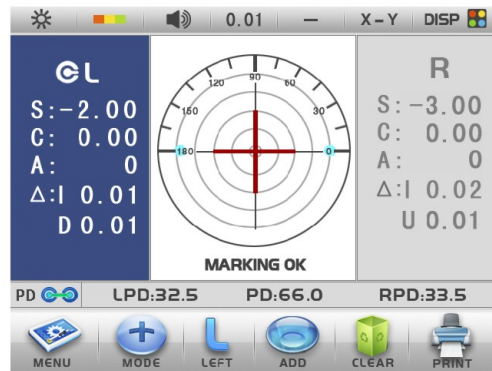 0.01 — X-Y DISP
L
S:-2.00
C: 0.00
A: 0
Δ:I 0.01
D 0.01
180 150 120 90 60 30 0
MARKING OK
R
S:-3.00
C: 0.00
A: 0
Δ:I 0.02
U 0.01
PD LPD:32.5 PD:66.0 RPD:33.5
MENU MODE LEFT ADD CLEAR PRINT